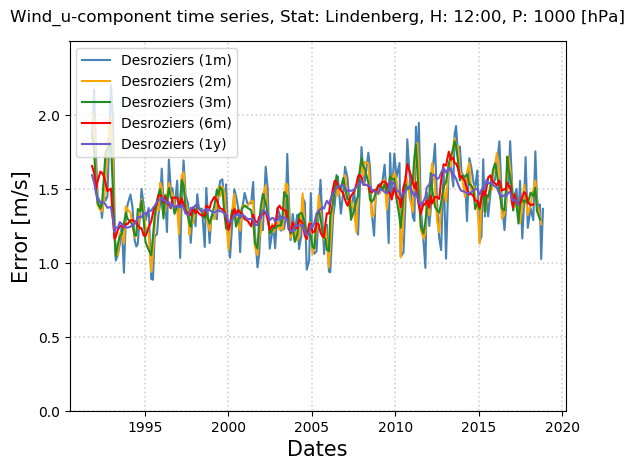 Wind_u-component time series, Stat: Lindenberg, H: 12:00, P: 1000 [hPa]
Desroziers (1m)
Desroziers (2m)
Desroziers (3m)
Desroziers (6m)
Desroziers (1y)
Error [m/s]
2.0
1.5
1.0
0.5
0.0
1995 2000 2005 2010 2015 2020
Dates